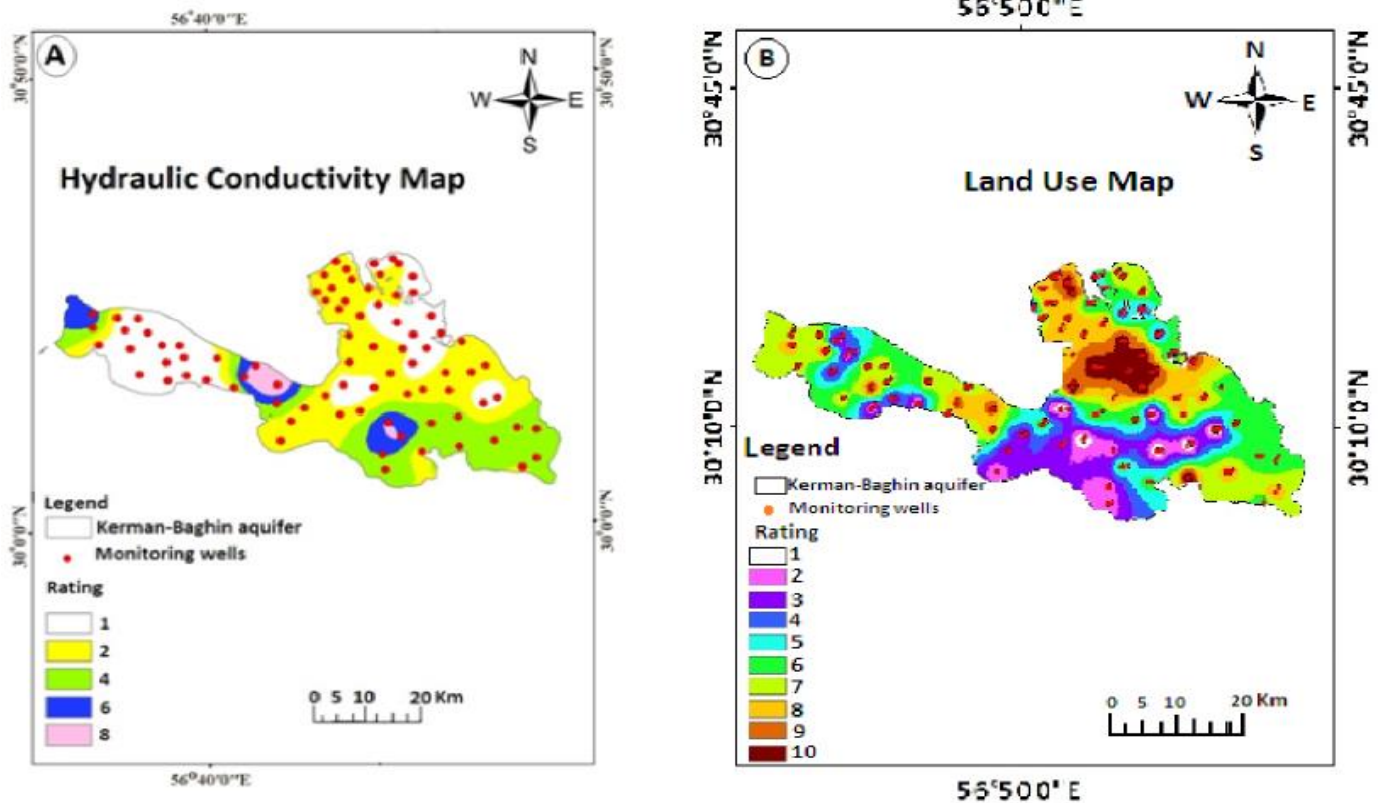 56°40'0"E
A
30°50'0"N
30°50'0"N
N
W E
S
Hydraulic Conductivity Map
Legend
Kerman-Baghin aquifer
Monitoring wells
Rating
1
2
4
6
8
0 5 10 20 Km
30°0'0"N
30°0'0"N
56°40'0"E
56°50'0"E
B
30°45'0"N
30°45'0"N
N
W E
S
Land Use Map
30°10'0"N
30°10'0"N
Legend
Kerman-Baghin aquifer
Monitoring wells
Rating
1
2
3
4
5
6
7
8
9
10
0 5 10 20 Km
56°50'0"E